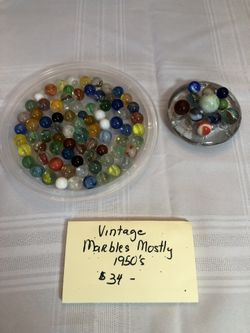 Vintage
Marbles Mostly
1950's
$34-